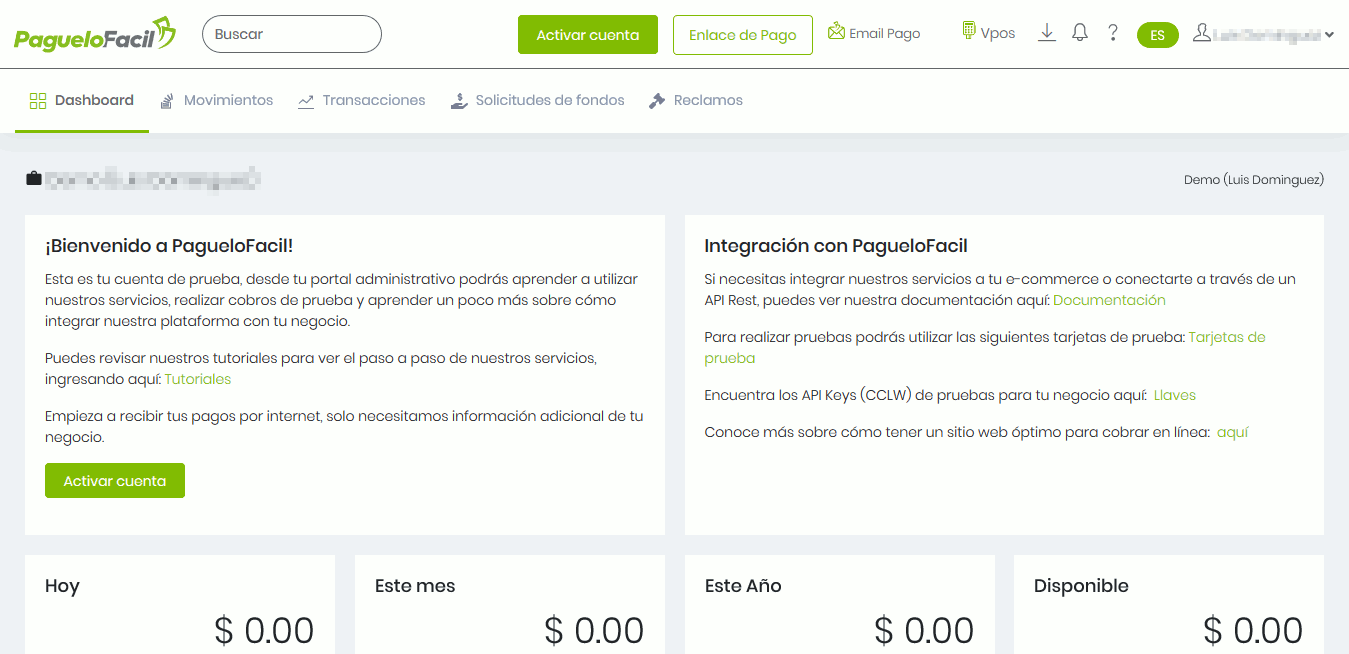 PagueloFacil
Buscar
Activar cuenta
Enlace de Pago
Email Pago
Vpos
?
ES
Dashboard
Movimientos
Transacciones
Solicitudes de fondos
Reclamos
Demo (Luis Dominguez)
¡Bienvenido a PagueloFacil!
Esta es tu cuenta de prueba, desde tu portal administrativo podrás aprender a utilizar
nuestros servicios, realizar cobros de prueba y aprender un poco más sobre cómo
integrar nuestra plataforma con tu negocio.
Puedes revisar nuestros tutoriales para ver el paso a paso de nuestros servicios,
ingresando aquí: Tutoriales
Empieza a recibir tus pagos por internet, solo necesitamos información adicional de tu
negocio.
Activar cuenta
Integración con PagueloFacil
Si necesitas integrar nuestros servicios a tu e-commerce o conectarte a través de un
API Rest, puedes ver nuestra documentación aquí: Documentación
Para realizar pruebas podrás utilizar las siguientes tarjetas de prueba: Tarjetas de
prueba
Encuentra los API Keys (CCLW) de pruebas para tu negocio aquí: Llaves
Conoce más sobre cómo tener un sitio web óptimo para cobrar en línea: aquí
Hoy
$ 0.00
Este mes
$ 0.00
Este Año
$ 0.00
Disponible
$ 0.00